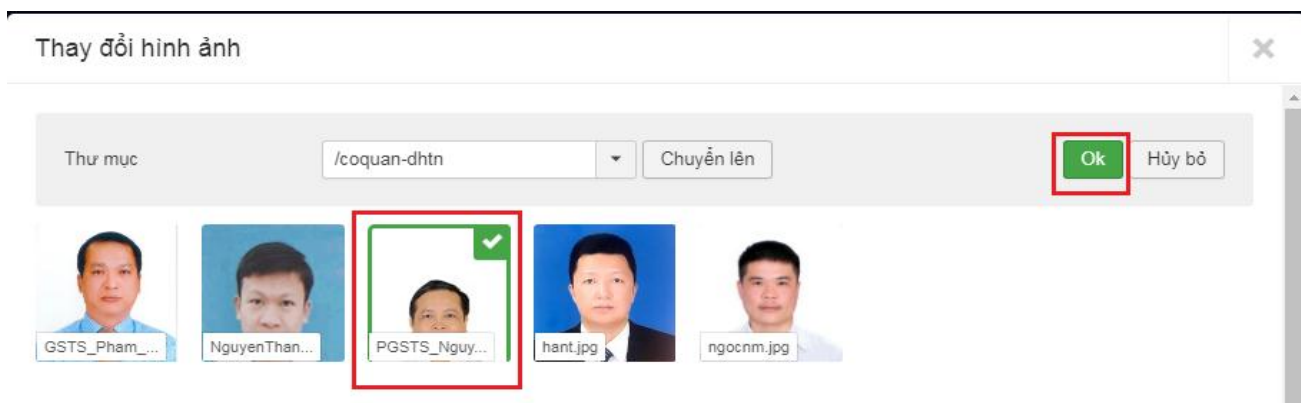 Thay đổi hình ảnh
Thư mục /coquan-dhtn Chuyển lên Ok Hủy bỏ
GSTS_Pham_... NguyenThan... PGSTS_Nguy... hant.jpg ngocnm.jpg